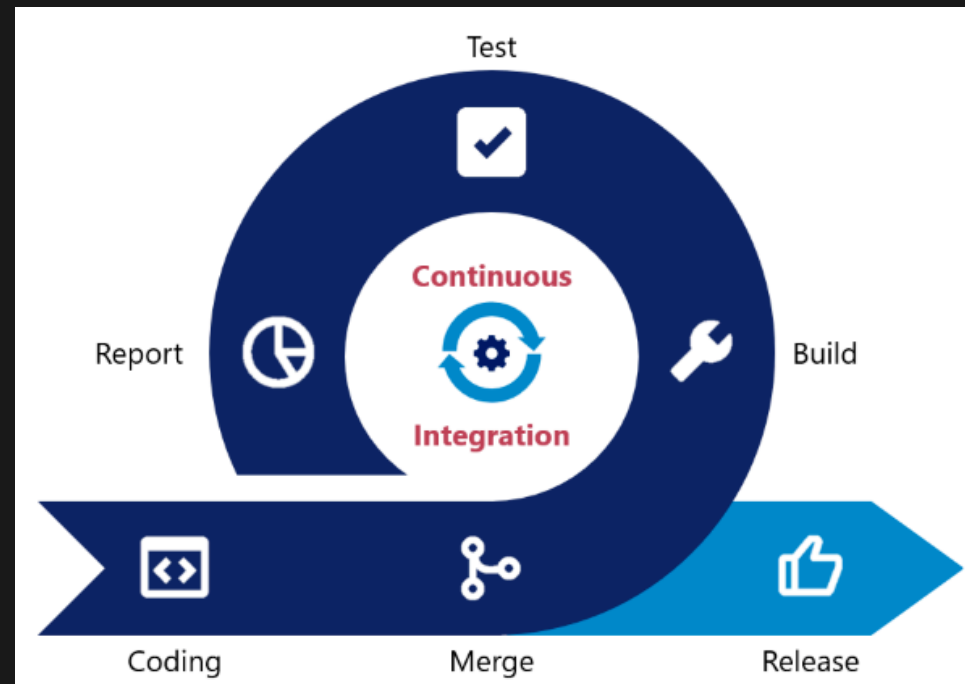 Test
Continuous
Report
Build
Integration
Coding
Merge
Release